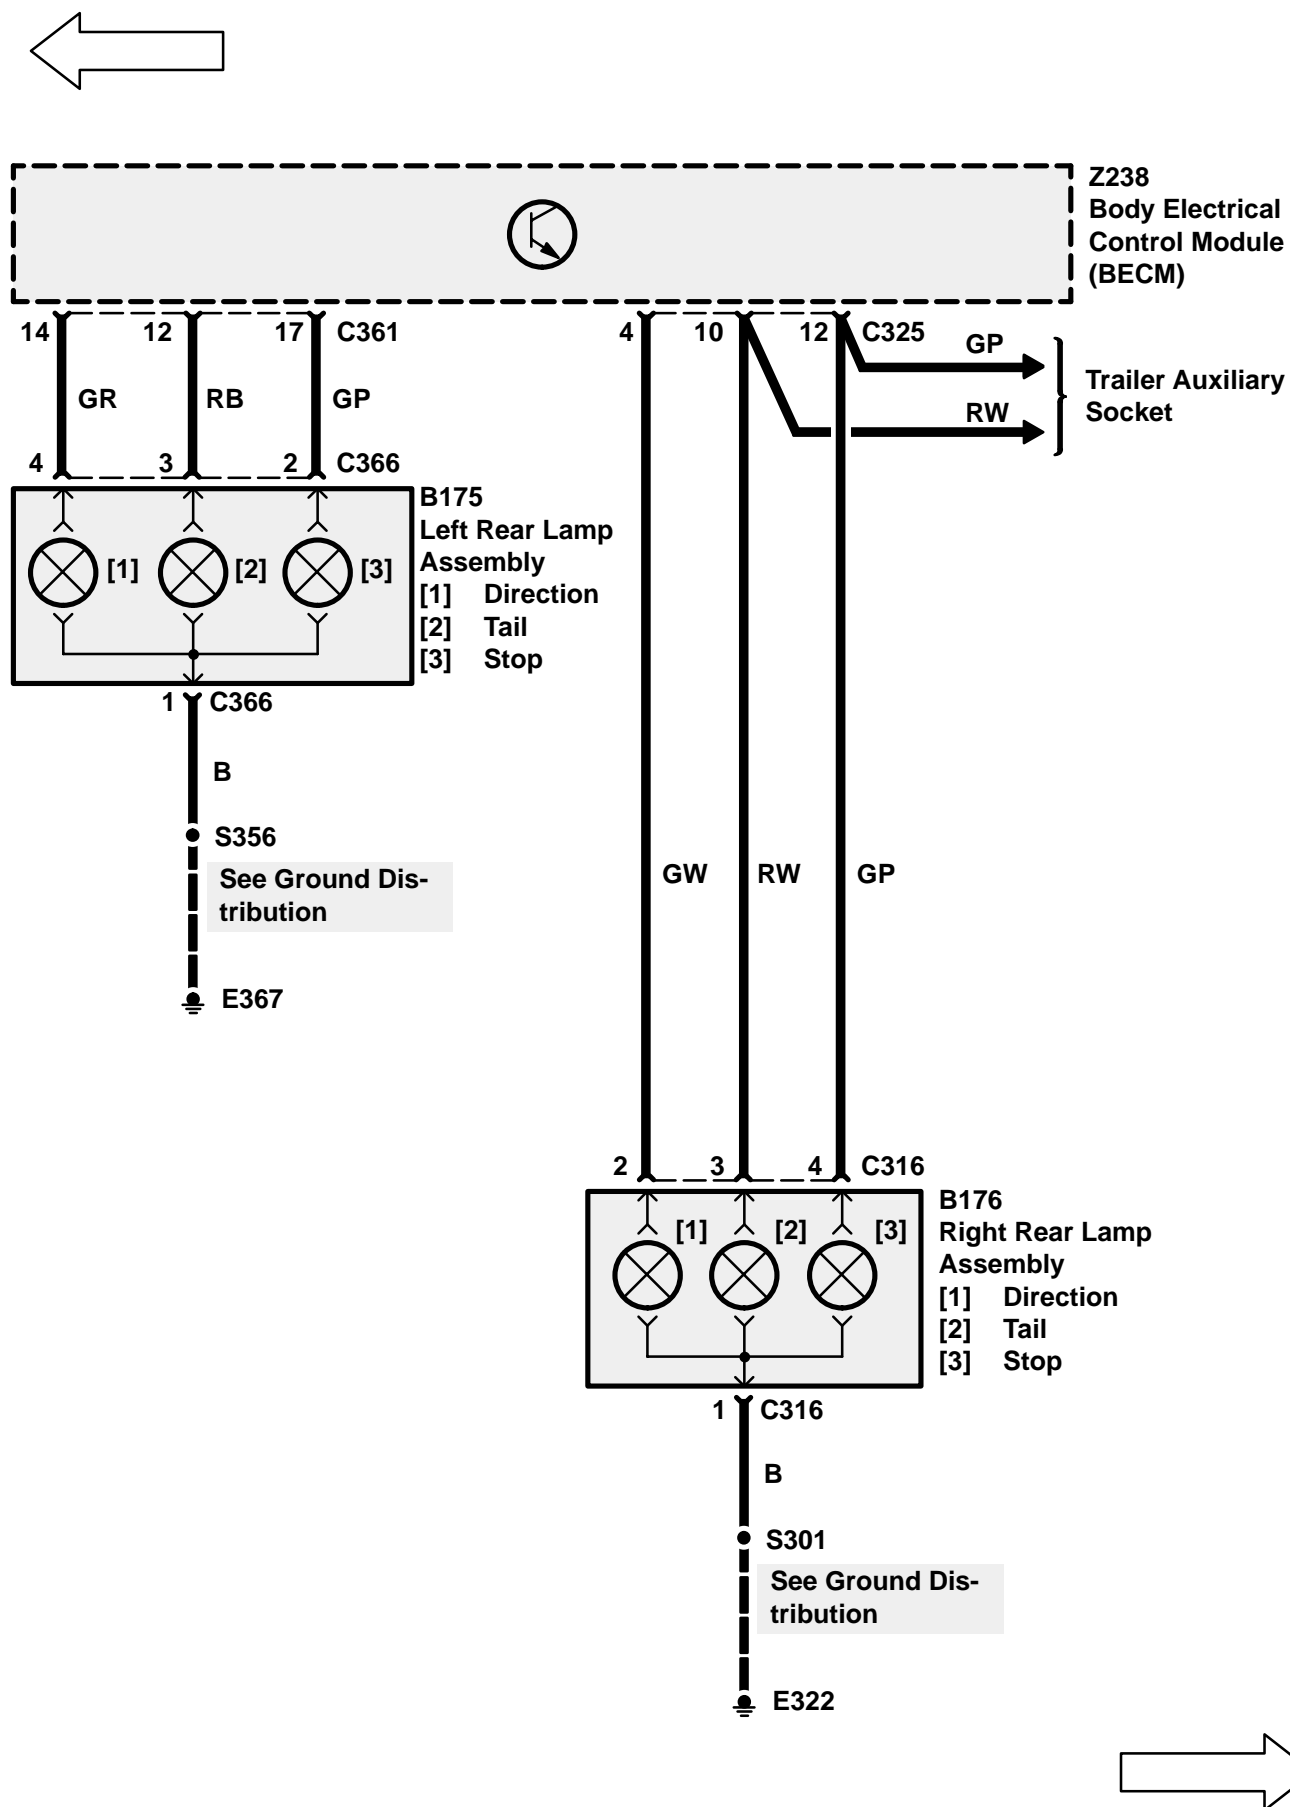 Z238
Body Electrical
Control Module
(BECM)
14 12 17 C361
4 10 12 C325
GP
RW
Trailer Auxiliary
Socket
GR RB GP
4 3 2 C366
B175
Left Rear Lamp
Assembly
[1] Direction
[2] Tail
[3] Stop
[1] [2] [3]
1 C366
B
S356
See Ground Dis-
tribution
E367
GW RW GP
2 3 4 C316
B176
Right Rear Lamp
Assembly
[1] Direction
[2] Tail
[3] Stop
[1] [2] [3]
1 C316
B
S301
See Ground Dis-
tribution
E322